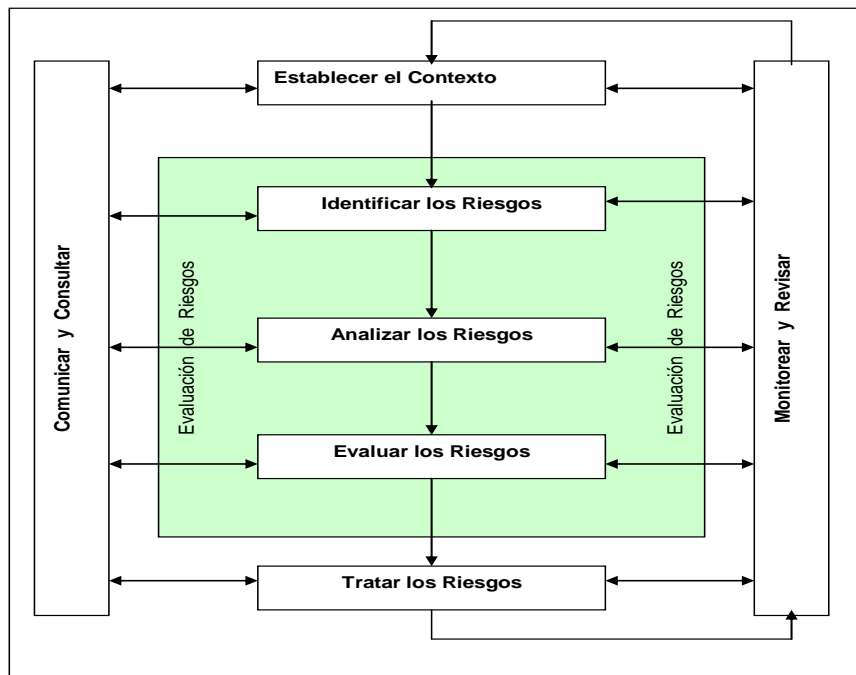 Establecer el Contexto
Identificar los Riesgos
Analizar los Riesgos
Evaluar los Riesgos
Tratar los Riesgos
Comunicar y Consultar
Evaluación de Riesgos
Evaluación de Riesgos
Monitorear y Revisar